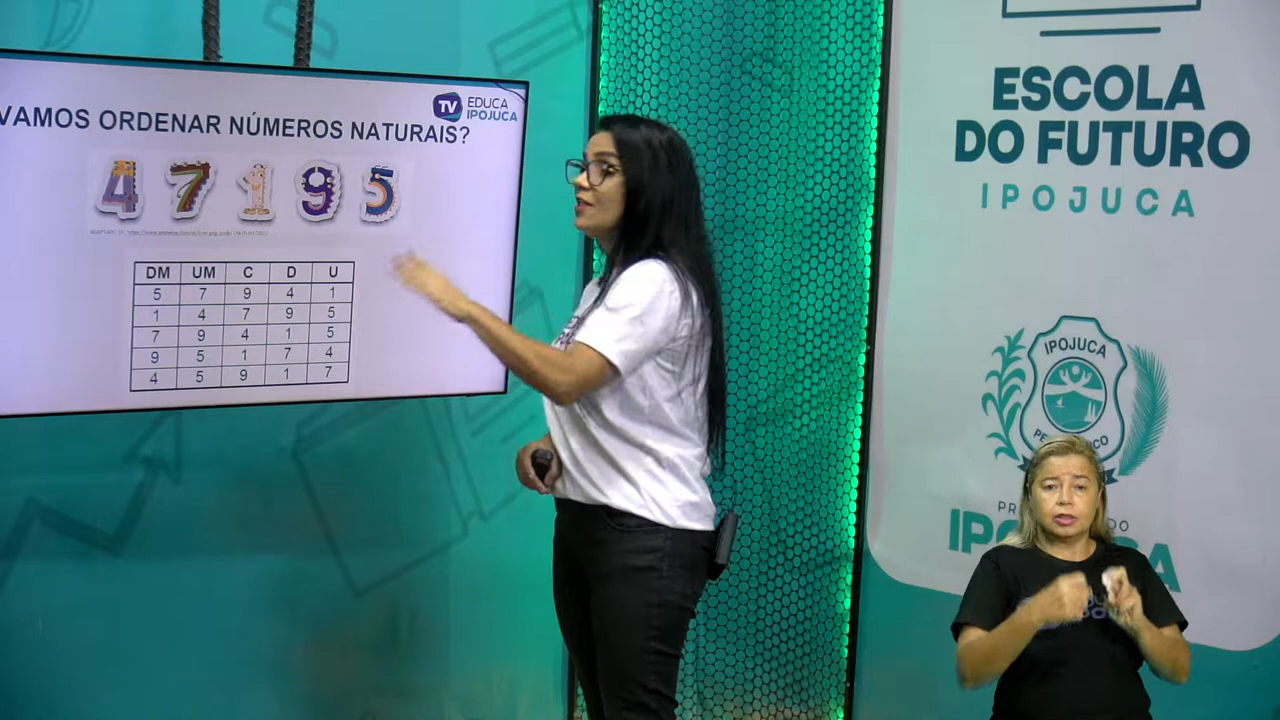 VAMOS ORDENAR NÚMEROS NATURAIS?
TV EDUCA
IPOJUCA
4 7 1 9 5
DM UM C D U
5 7 9 4 1
1 4 7 9 5
7 9 4 1 5
9 5 1 7 4
4 5 9 1 7
ESCOLA
DO FUTURO
IPOJUCA
IPOJUCA